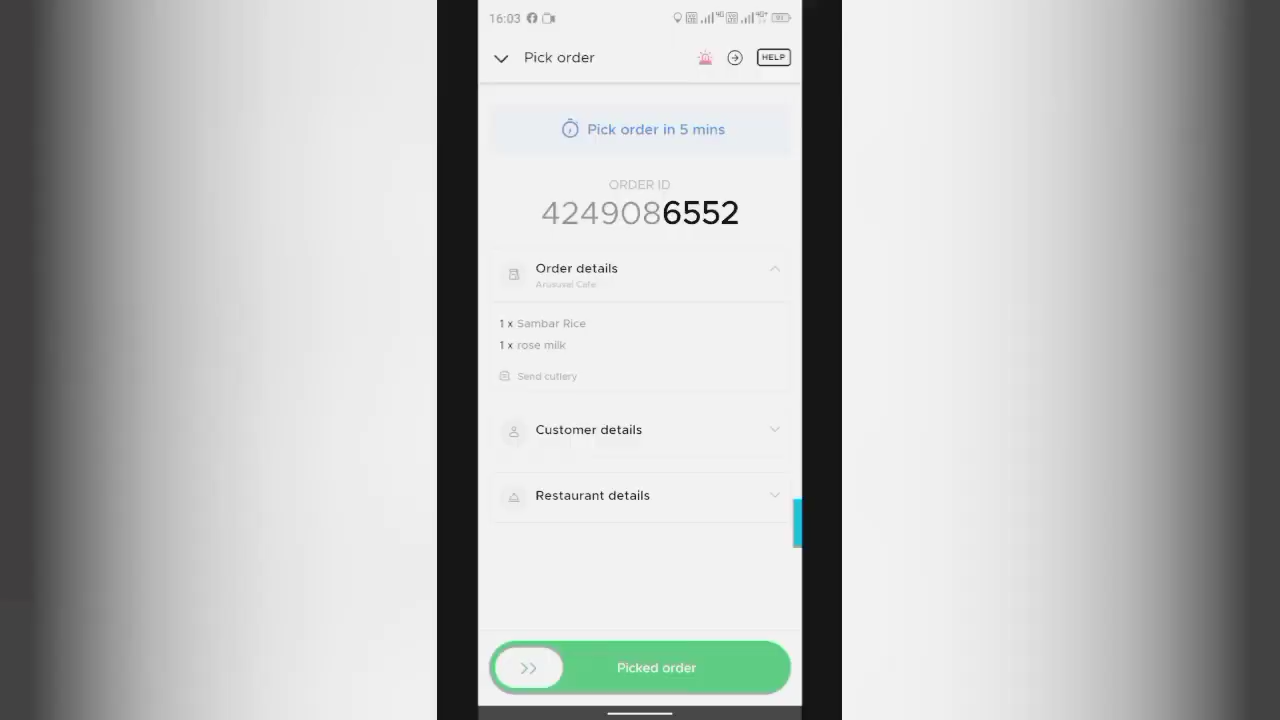 16:03
Pick order
HELP
Pick order in 5 mins
ORDER ID
4249086552
Order details
1 x Sambar Rice
1 x rose milk
Send cutlery
Customer details
Restaurant details
Picked order